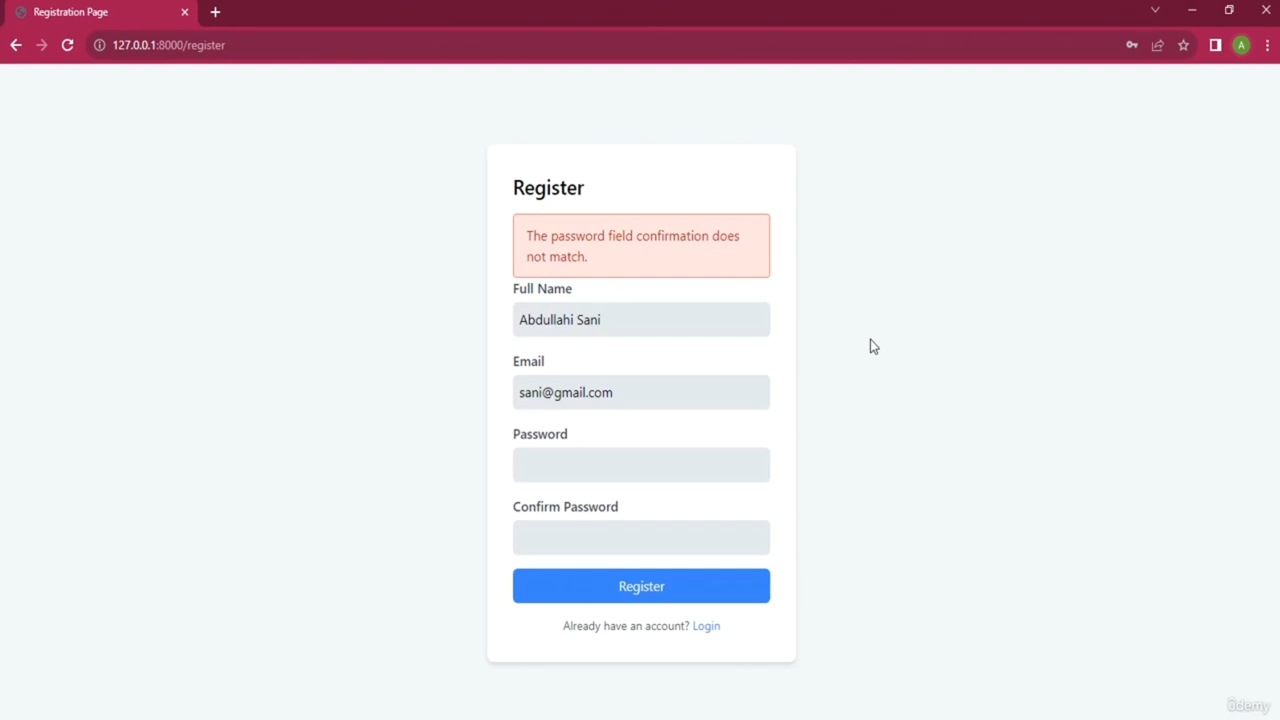 Registration Page
127.0.0.1:8000/register
A
Register
The password field confirmation does
not match.
Full Name
Abdullahi Sani
Email
sani@gmail.com
Password
Confirm Password
Register
Already have an account? Login
ûdemy